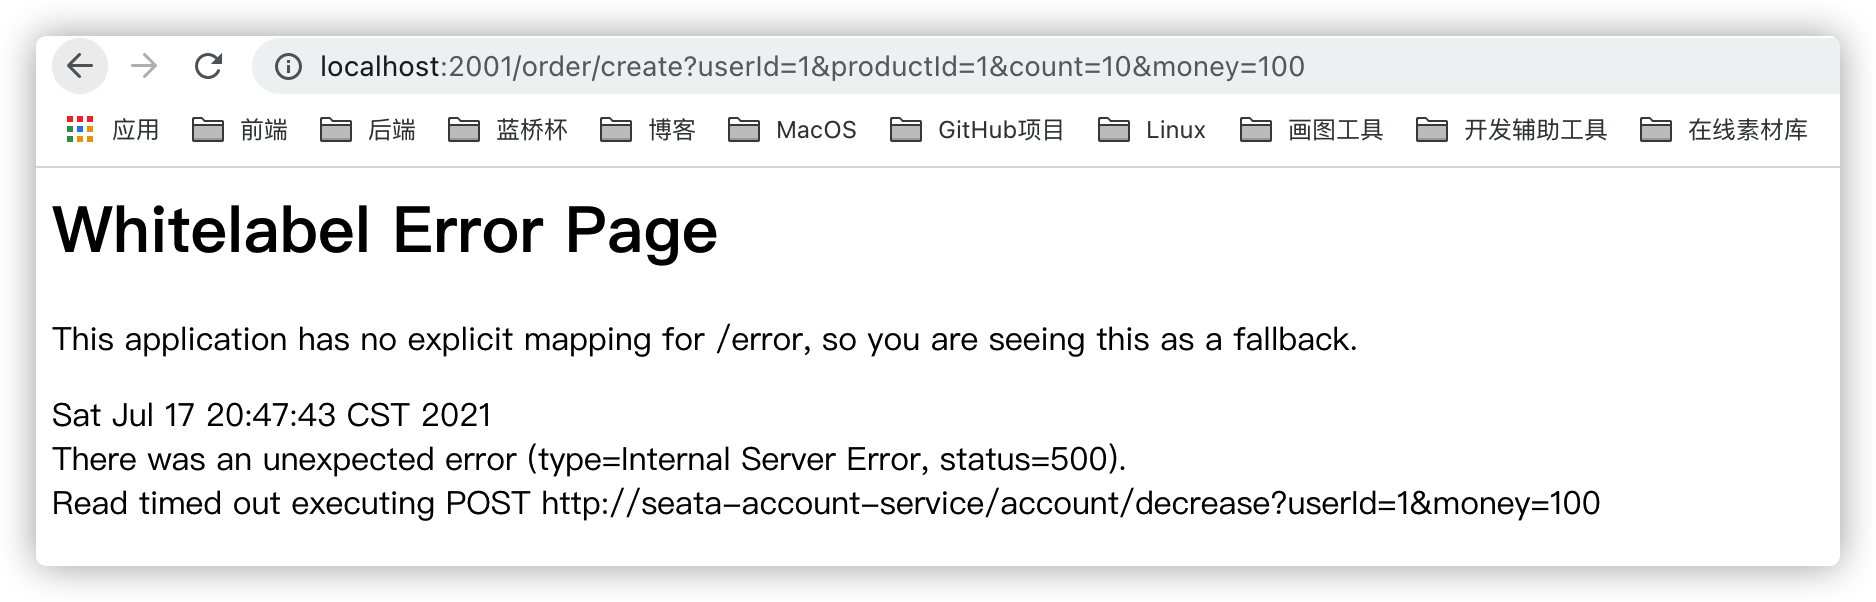 localhost:2001/order/create?userId=1&productId=1&count=10&money=100
应用 前端 后端 蓝桥杯 博客 MacOS GitHub项目 Linux 画图工具 开发辅助工具 在线素材库
Whitelabel Error Page
This application has no explicit mapping for /error, so you are seeing this as a fallback.
Sat Jul 17 20:47:43 CST 2021
There was an unexpected error (type=Internal Server Error, status=500).
Read timed out executing POST http://seata-account-service/account/decrease?userId=1&money=100